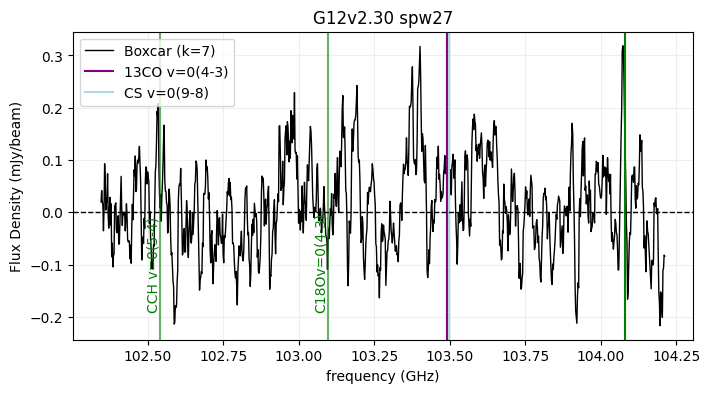 G12v2.30 spw27
Boxcar (k=7)
13CO v=0(4-3)
CS v=0(9-8)
Flux Density (mJy/beam)
0.3
0.2
0.1
0.0
−0.1
−0.2
CCH v=0(5-4)
C18Ov=0(4-3)
102.50
102.75
103.00
103.25
103.50
103.75
104.00
104.25
frequency (GHz)